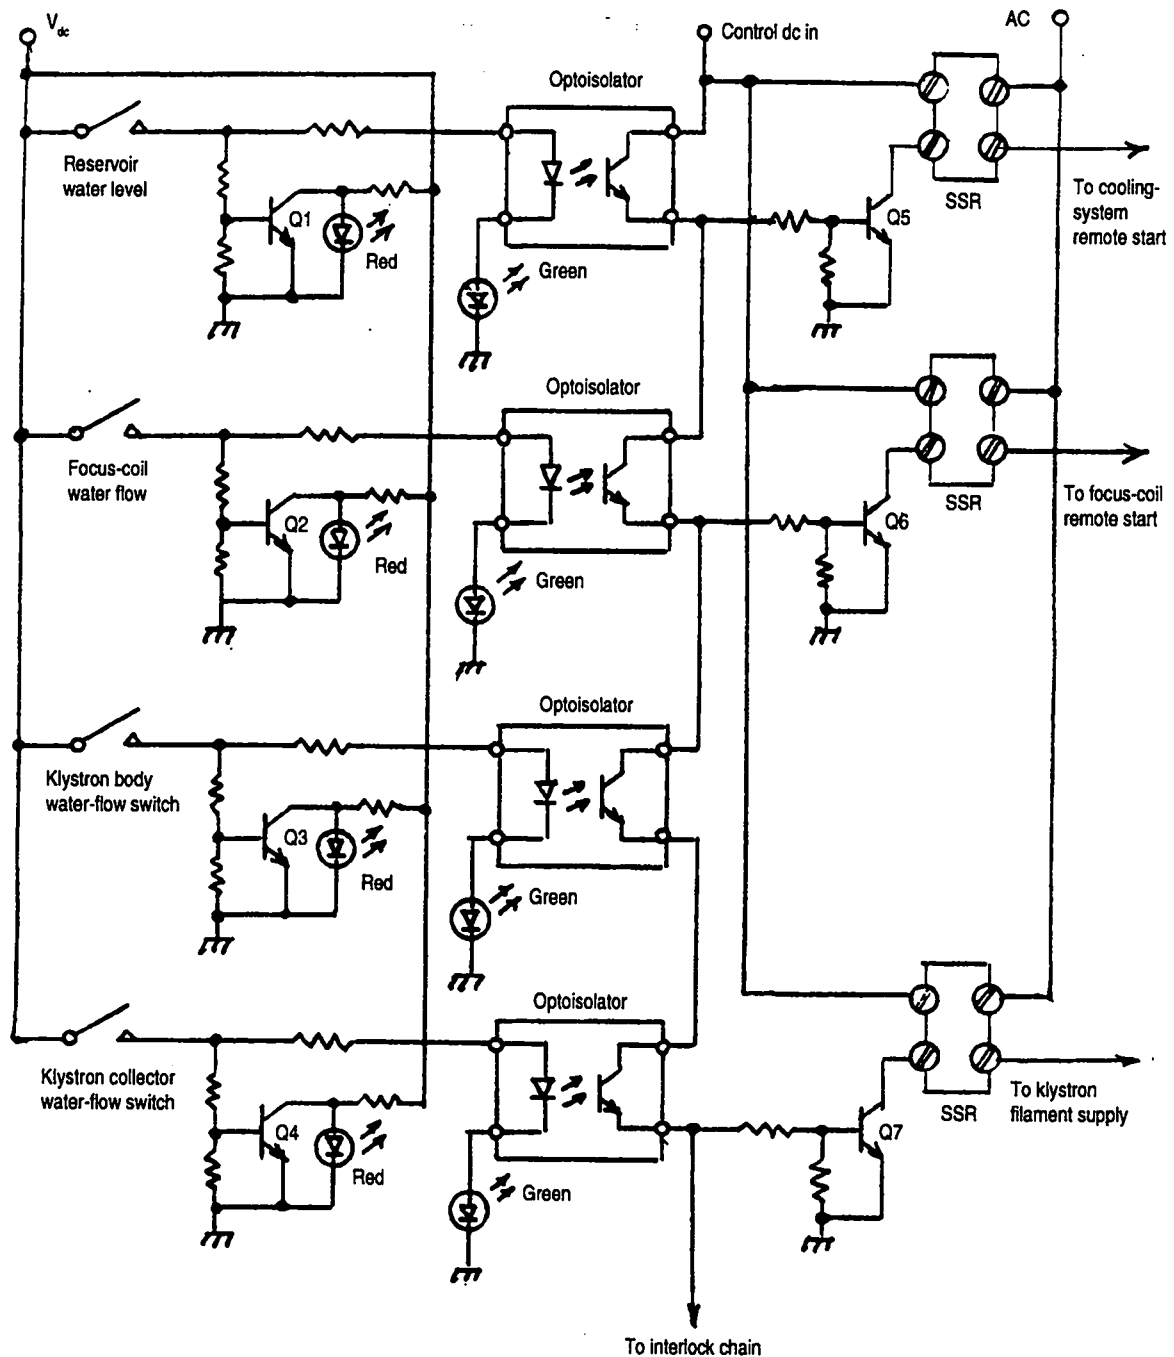 V dc
Control dc in
AC
Optoisolator
Reservoir
water level
Q1
Red
Green
Q5
SSR
To cooling-
system
remote start
Optoisolator
Focus-coil
water flow
Q2
Red
Green
Q6
SSR
To focus-coil
remote start
Optoisolator
Klystron body
water-flow switch
Q3
Red
Green
Optoisolator
Klystron collector
water-flow switch
Q4
Red
Green
Q7
SSR
To klystron
filament supply
To interlock chain